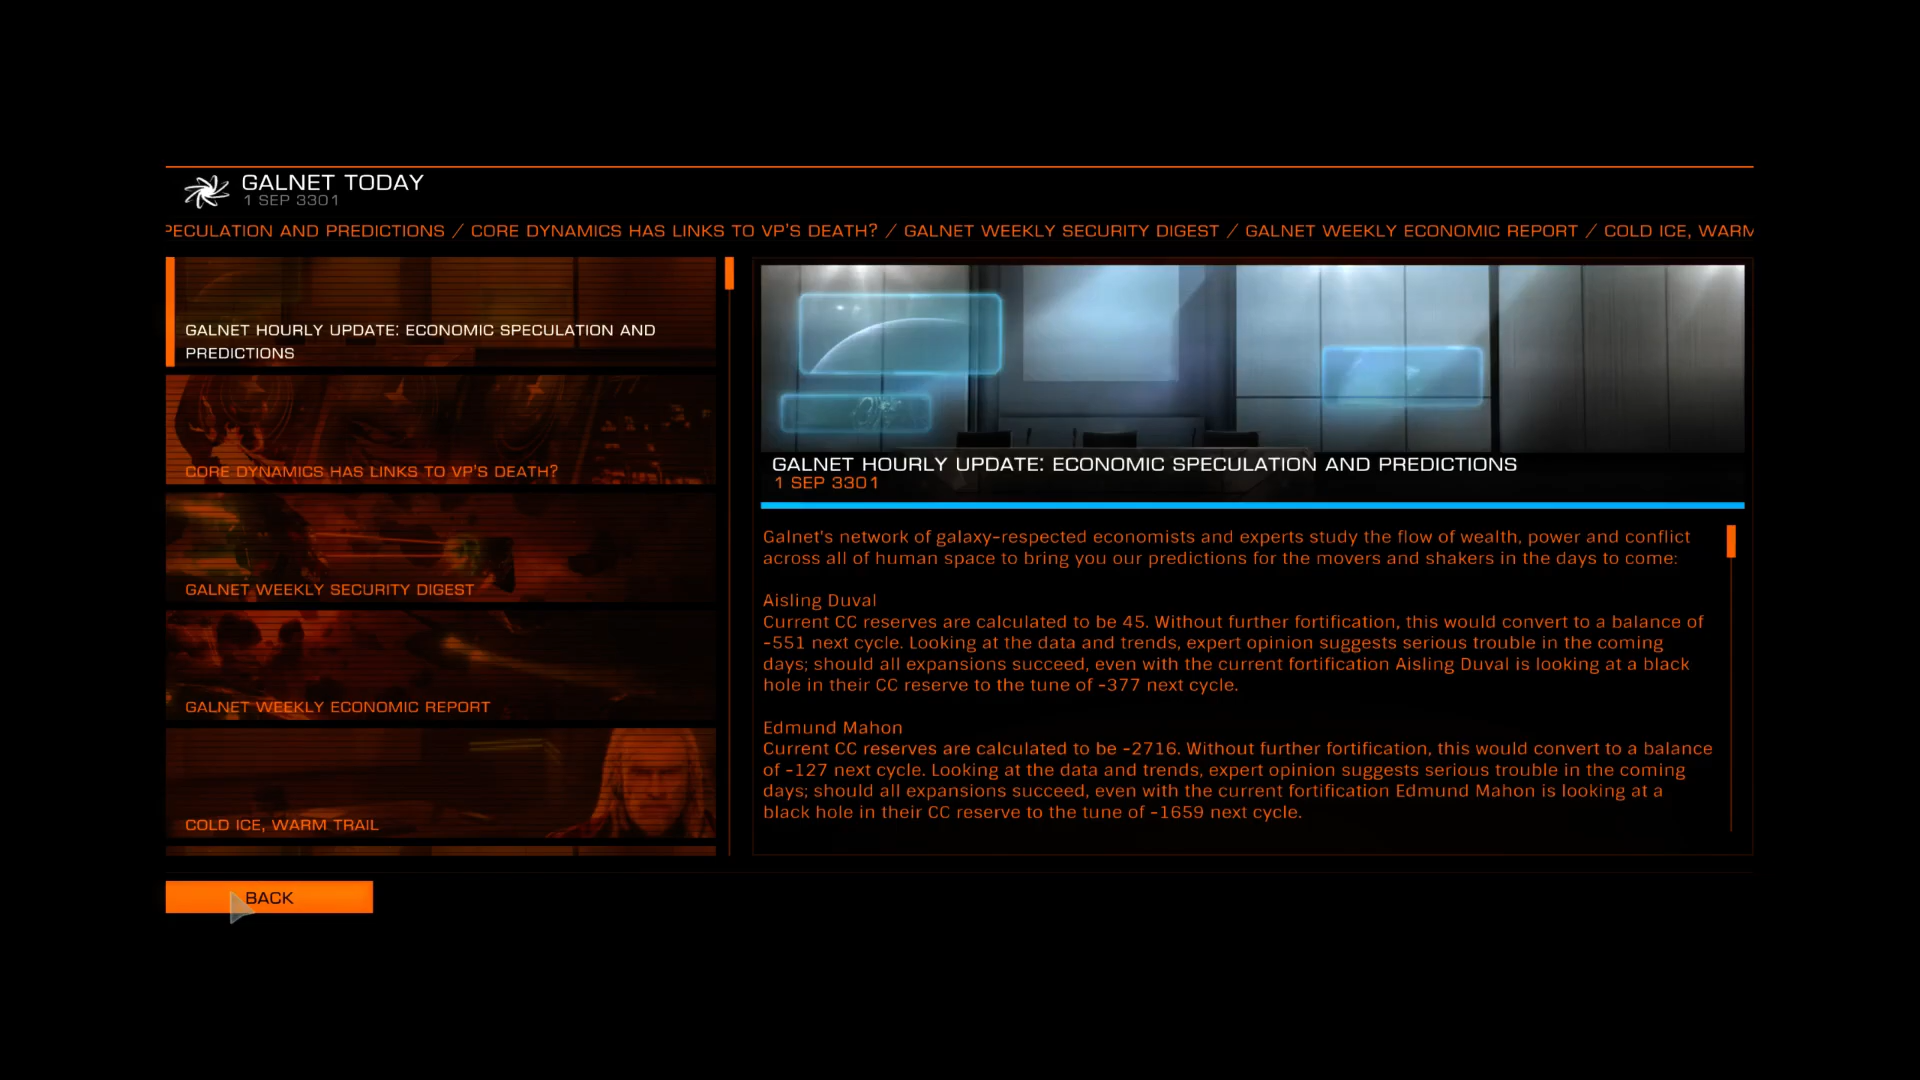 GALNET TODAY
1 SEP 3301
PECULATION AND PREDICTIONS / CORE DYNAMICS HAS LINKS TO VP'S DEATH? / GALNET WEEKLY SECURITY DIGEST / GALNET WEEKLY ECONOMIC REPORT / COLD ICE, WARM
GALNET HOURLY UPDATE: ECONOMIC SPECULATION AND
PREDICTIONS
CORE DYNAMICS HAS LINKS TO VP'S DEATH?
GALNET WEEKLY SECURITY DIGEST
GALNET WEEKLY ECONOMIC REPORT
COLD ICE, WARM TRAIL
GALNET HOURLY UPDATE: ECONOMIC SPECULATION AND PREDICTIONS
1 SEP 3301
Galnet's network of galaxy-respected economists and experts study the flow of wealth, power and conflict
across all of human space to bring you our predictions for the movers and shakers in the days to come:
Aisling Duval
Current CC reserves are calculated to be 45. Without further fortification, this would convert to a balance of
-551 next cycle. Looking at the data and trends, expert opinion suggests serious trouble in the coming
days; should all expansions succeed, even with the current fortification Aisling Duval is looking at a black
hole in their CC reserve to the tune of -377 next cycle.
Edmund Mahon
Current CC reserves are calculated to be -2716. Without further fortification, this would convert to a balance
of -127 next cycle. Looking at the data and trends, expert opinion suggests serious trouble in the coming
days; should all expansions succeed, even with the current fortification Edmund Mahon is looking at a
black hole in their CC reserve to the tune of -1659 next cycle.
BACK